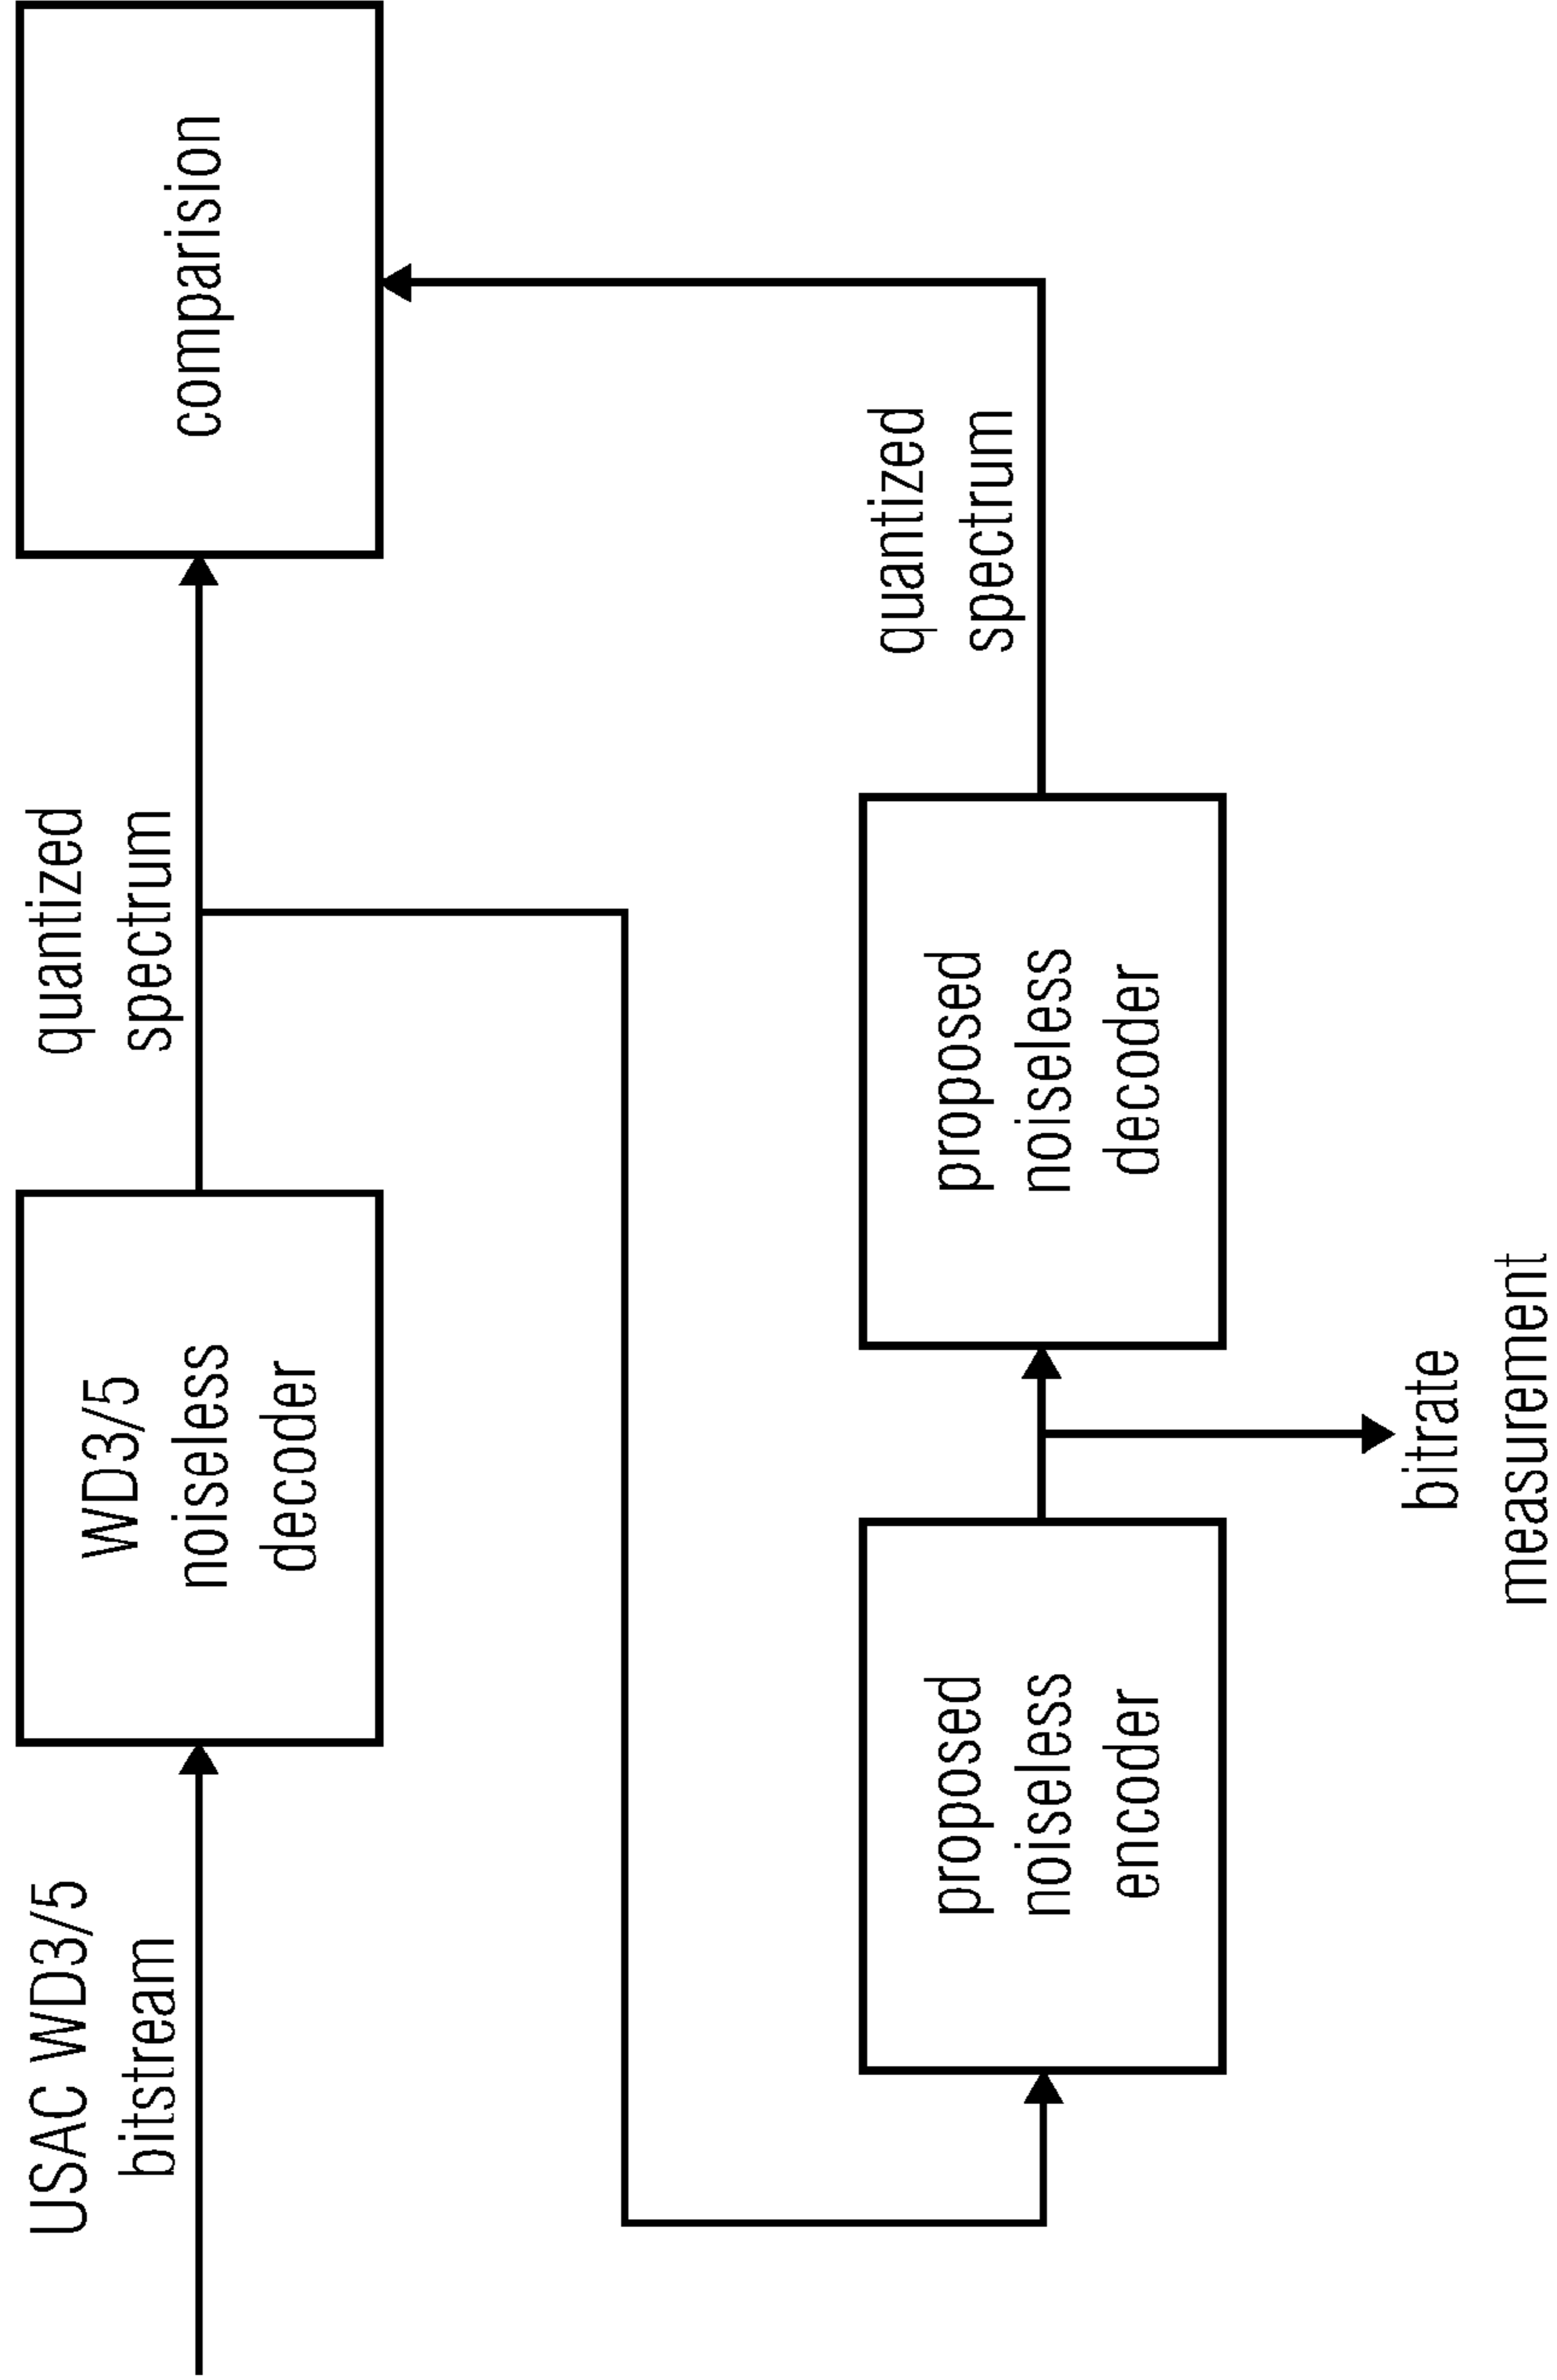 USAC WD3/5
bitstream
WD3/5
noiseless
decoder
quantized
spectrum
comparision
proposed
noiseless
encoder
bitrate
measurement
proposed
noiseless
decoder
quantized
spectrum